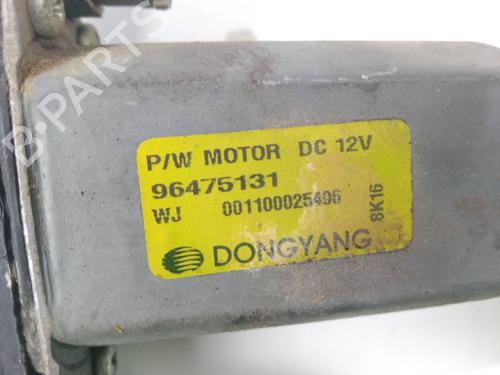 P/W MOTOR DC 12V
96475131
WJ 001100025496
8K16
DONGYANG
B-PARTS